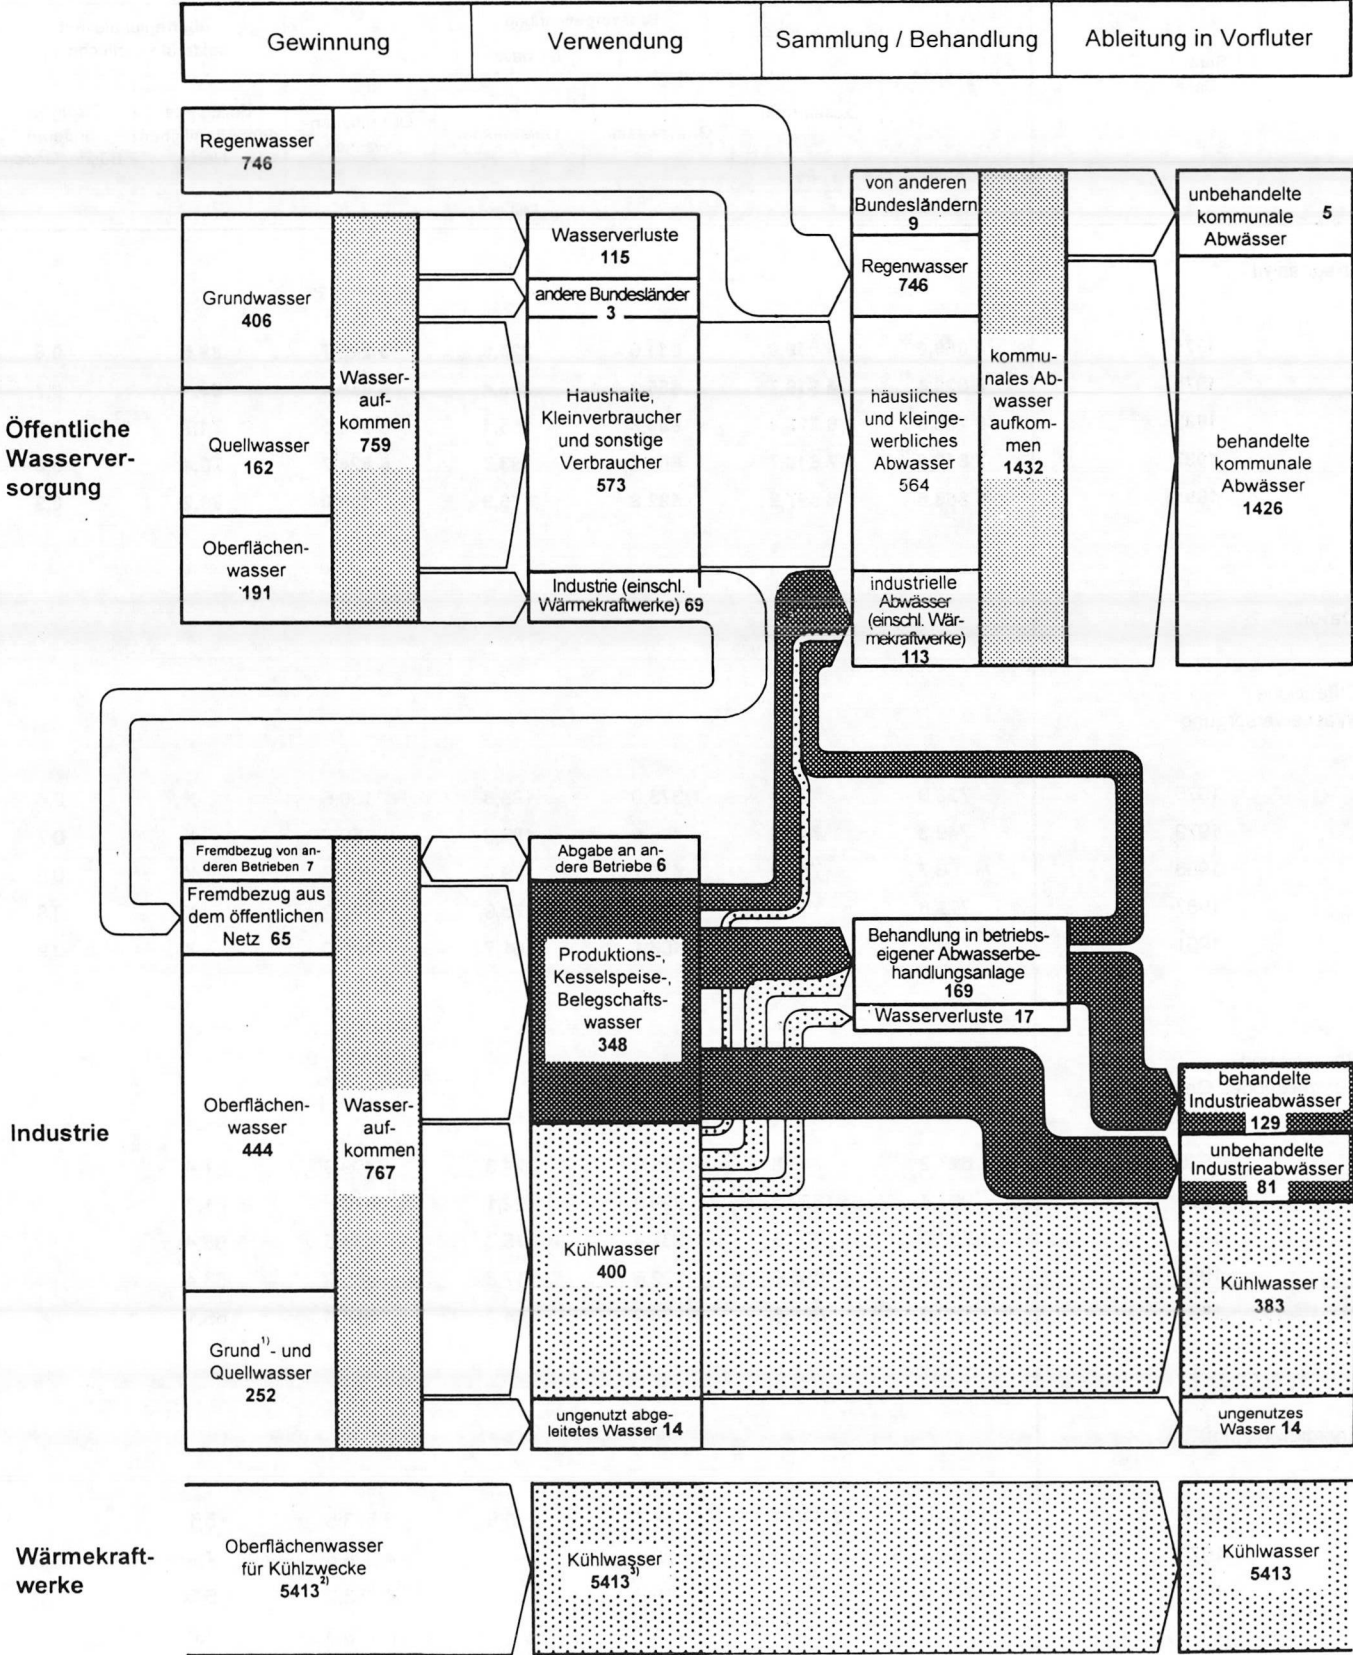 Gewinnung
Verwendung
Sammlung / Behandlung
Ableitung in Vorfluter
Öffentliche
Wasserver-
sorgung
Regenwasser
746
Grundwasser
406
Quellwasser
162
Oberflächen-
wasser
191
Wasser-
auf-
kommen
759
Wasserverluste
115
andere Bundesländer
3
Haushalte,
Kleinverbraucher
und sonstige
Verbraucher
573
Industrie (einschl.
Wärmekraftwerke) 69
von anderen
Bundesländern
9
Regenwasser
746
häusliches
und kleinge-
werbliches
Abwasser
564
industrielle
Abwässer
(einschl. Wär-
mekraftwerke)
113
kommu-
nales Ab-
wasser
aufkom-
men
1432
unbehandelte 5
kommunale
Abwässer
behandelte
kommunale
Abwässer
1426
Industrie
Fremdbezug von an-
deren Betrieben 7
Fremdbezug aus
dem öffentlichen
Netz 65
Oberflächen-
wasser
444
Grund¹⁾- und
Quellwasser
252
Wasser-
auf-
kommen
767
Abgabe an an-
dere Betriebe 6
Produktions-,
Kesselspeise-,
Belegschafts-
wasser
348
Kühlwasser
400
ungenutzt abge-
leitetes Wasser 14
Behandlung in betriebs-
eigener Abwasserbe-
handlungsanlage
169
Wasserverluste 17
behandelte
Industrieabwässer
129
unbehandelte
Industrieabwässer
81
Kühlwasser
383
ungenutzes
Wasser 14
Wärmekraft-
werke
Oberflächenwasser
für Kühlzwecke
5413²⁾
Kühlwasser
5413³⁾
Kühlwasser
5413